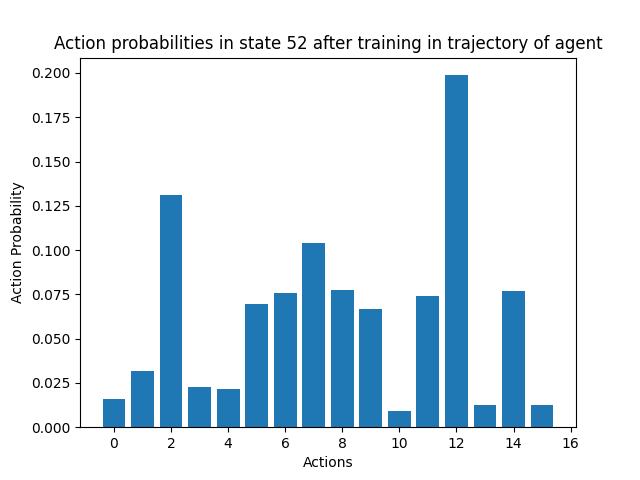 Action probabilities in state 52 after training in trajectory of agent
0.200
0.175
0.150
0.125
0.100
0.075
0.050
0.025
0.000
Action Probability
0 2 4 6 8 10 12 14 16
Actions